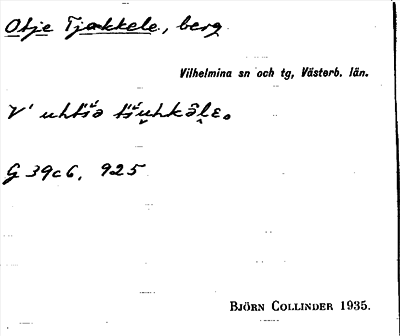 Otje Tjakkele, berg
Vilhelmina sn och tg, Västerb. län.
G 39c6, 925
BJÖRN COLLINDER 1935.